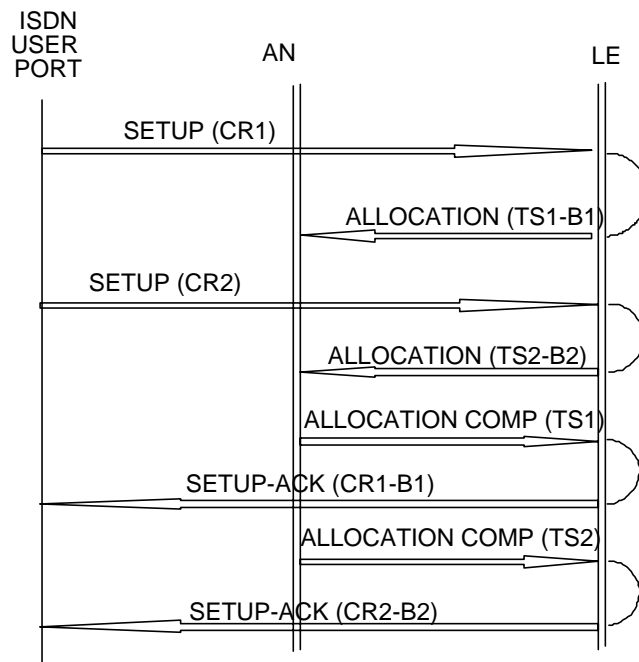 ISDN
USER
PORT
AN
LE
SETUP (CR1)
ALLOCATION (TS1-B1)
SETUP (CR2)
ALLOCATION (TS2-B2)
ALLOCATION COMP (TS1)
SETUP-ACK (CR1-B1)
ALLOCATION COMP (TS2)
SETUP-ACK (CR2-B2)